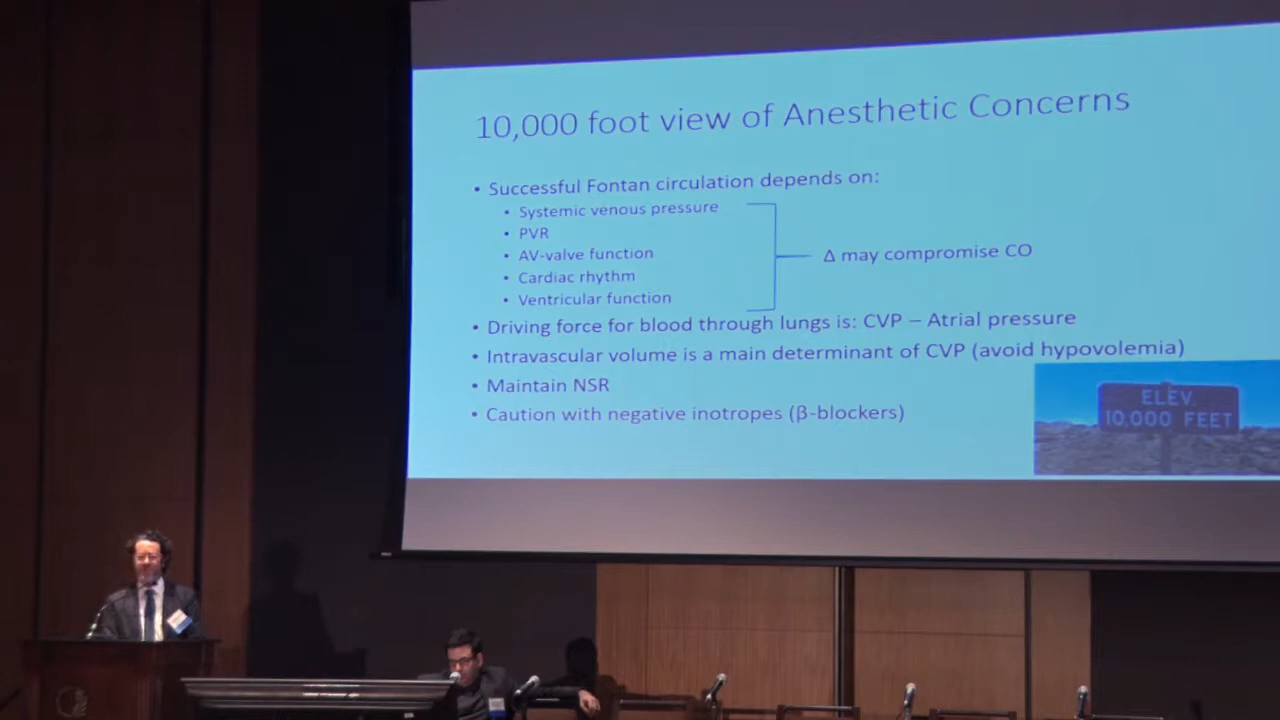 10,000 foot view of Anesthetic Concerns
• Successful Fontan circulation depends on:
• Systemic venous pressure
• PVR
• AV-valve function
• Cardiac rhythm
• Ventricular function
Δ may compromise CO
• Driving force for blood through lungs is: CVP – Atrial pressure
• Intravascular volume is a main determinant of CVP (avoid hypovolemia)
• Maintain NSR
• Caution with negative inotropes (β-blockers)
ELEV.
10,000 FEET